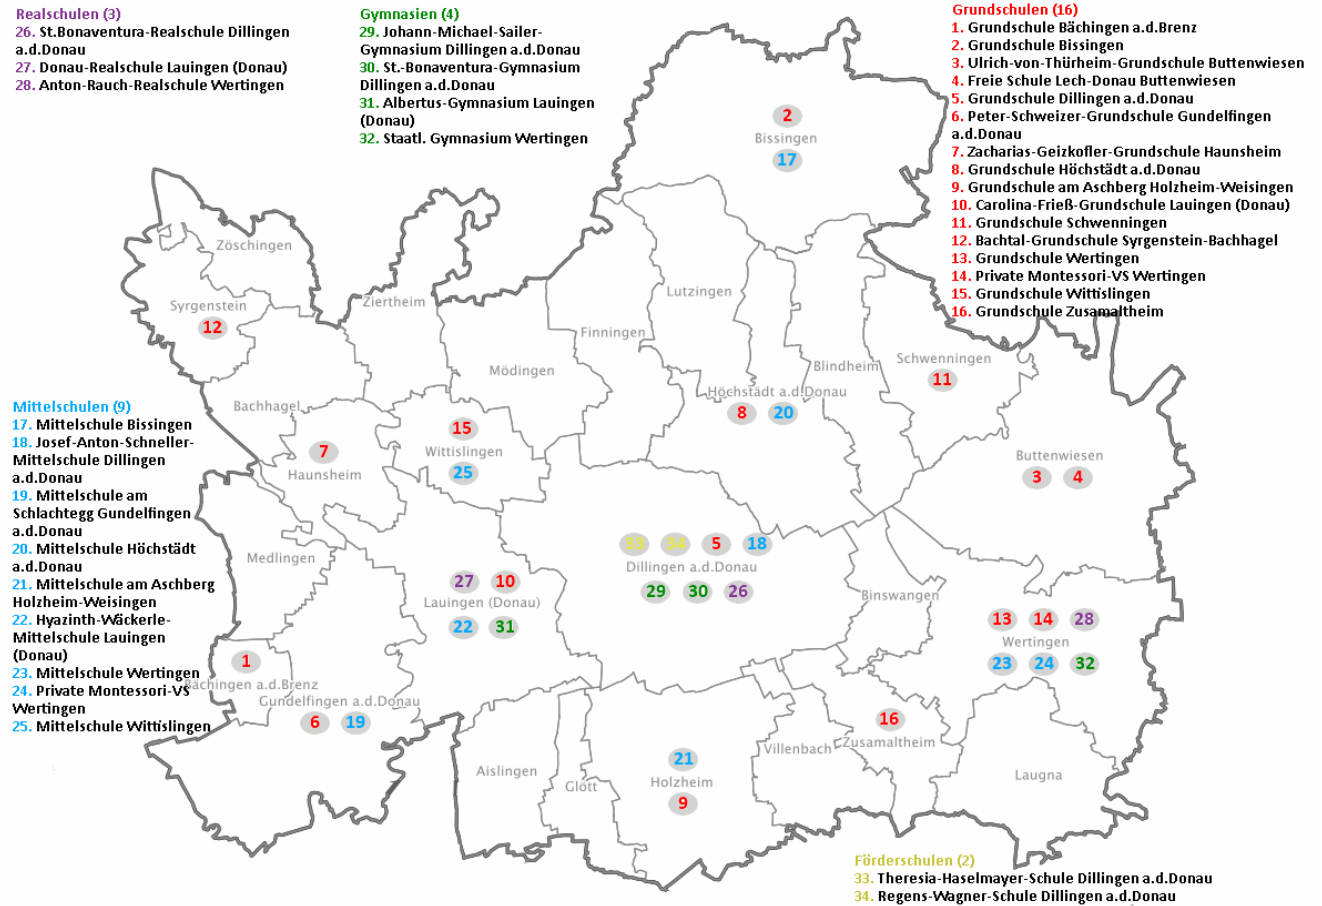 Realschulen (3)
26. St.Bonaventura-Realschule Dillingen
a.d.Donau
27. Donau-Realschule Lauingen (Donau)
28. Anton-Rauch-Realschule Wertingen
Gymnasien (4)
29. Johann-Michael-Sailer-
Gymnasium Dillingen a.d.Donau
30. St.-Bonaventura-Gymnasium
Dillingen a.d.Donau
31. Albertus-Gymnasium Lauingen
(Donau)
32. Staatl. Gymnasium Wertingen
Grundschulen (16)
1. Grundschule Bächingen a.d.Brenz
2. Grundschule Bissingen
3. Ulrich-von-Thürheim-Grundschule Buttenwiesen
4. Freie Schule Lech-Donau Buttenwiesen
5. Grundschule Dillingen a.d.Donau
6. Peter-Schweizer-Grundschule Gundelfingen
a.d.Donau
7. Zacharias-Geizkofler-Grundschule Haunsheim
8. Grundschule Höchstädt a.d.Donau
9. Grundschule am Aschberg Holzheim-Weisingen
10. Carolina-Frieß-Grundschule Lauingen (Donau)
11. Grundschule Schwenningen
12. Bachtal-Grundschule Syrgenstein-Bachhagel
13. Grundschule Wertingen
14. Private Montessori-VS Wertingen
15. Grundschule Wittislingen
16. Grundschule Zusamaltheim
Mittelschulen (9)
17. Mittelschule Bissingen
18. Josef-Anton-Schneller-
Mittelschule Dillingen
a.d.Donau
19. Mittelschule am
Schlachtegg Gundelfingen
a.d.Donau
20. Mittelschule Höchstädt
a.d.Donau
21. Mittelschule am Aschberg
Holzheim-Weisingen
22. Hyazinth-Wäckerle-
Mittelschule Lauingen
(Donau)
23. Mittelschule Wertingen
24. Private Montessori-VS
Wertingen
25. Mittelschule Wittislingen
2
Bissingen
17
Zöschingen
Syrgenstein
12
Ziertheim
Lutzingen
Finningen
Mödingen
Blindheim
Schwenningen
11
Höchstädt a.d.Donau
8 20
Bachhagel
7
Haunsheim
15
Wittislingen
25
Buttenwiesen
3 4
Medlingen
33 34 5 18
Dillingen a.d.Donau
29 30 26
27 10
Lauingen (Donau)
22 31
Binswangen
13 14 28
Wertingen
23 24 32
1
Bächingen a.d.Brenz
Gundelfingen a.d.Donau
6 19
16
Zusamaltheim
Villenbach
Aislingen
Glött
21
Holzheim
9
Laugna
Förderschulen (2)
33. Theresia-Haselmayer-Schule Dillingen a.d.Donau
34. Regens-Wagner-Schule Dillingen a.d.Donau